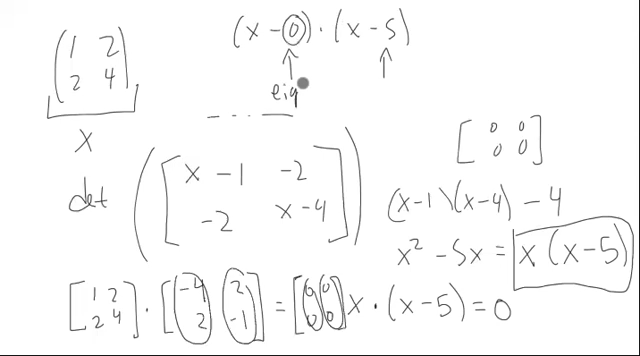 (1 2
2 4)
(x - 0) · (x - 5)
eig
X
[0 0
0 0]
det ([x - 1 -2
-2 x - 4])
(x-1)(x-4) - 4
x² - 5x = x(x-5)
[1 2
2 4] · [-4 2
2 -1] = [0 0
0 0] x · (x - 5) = 0